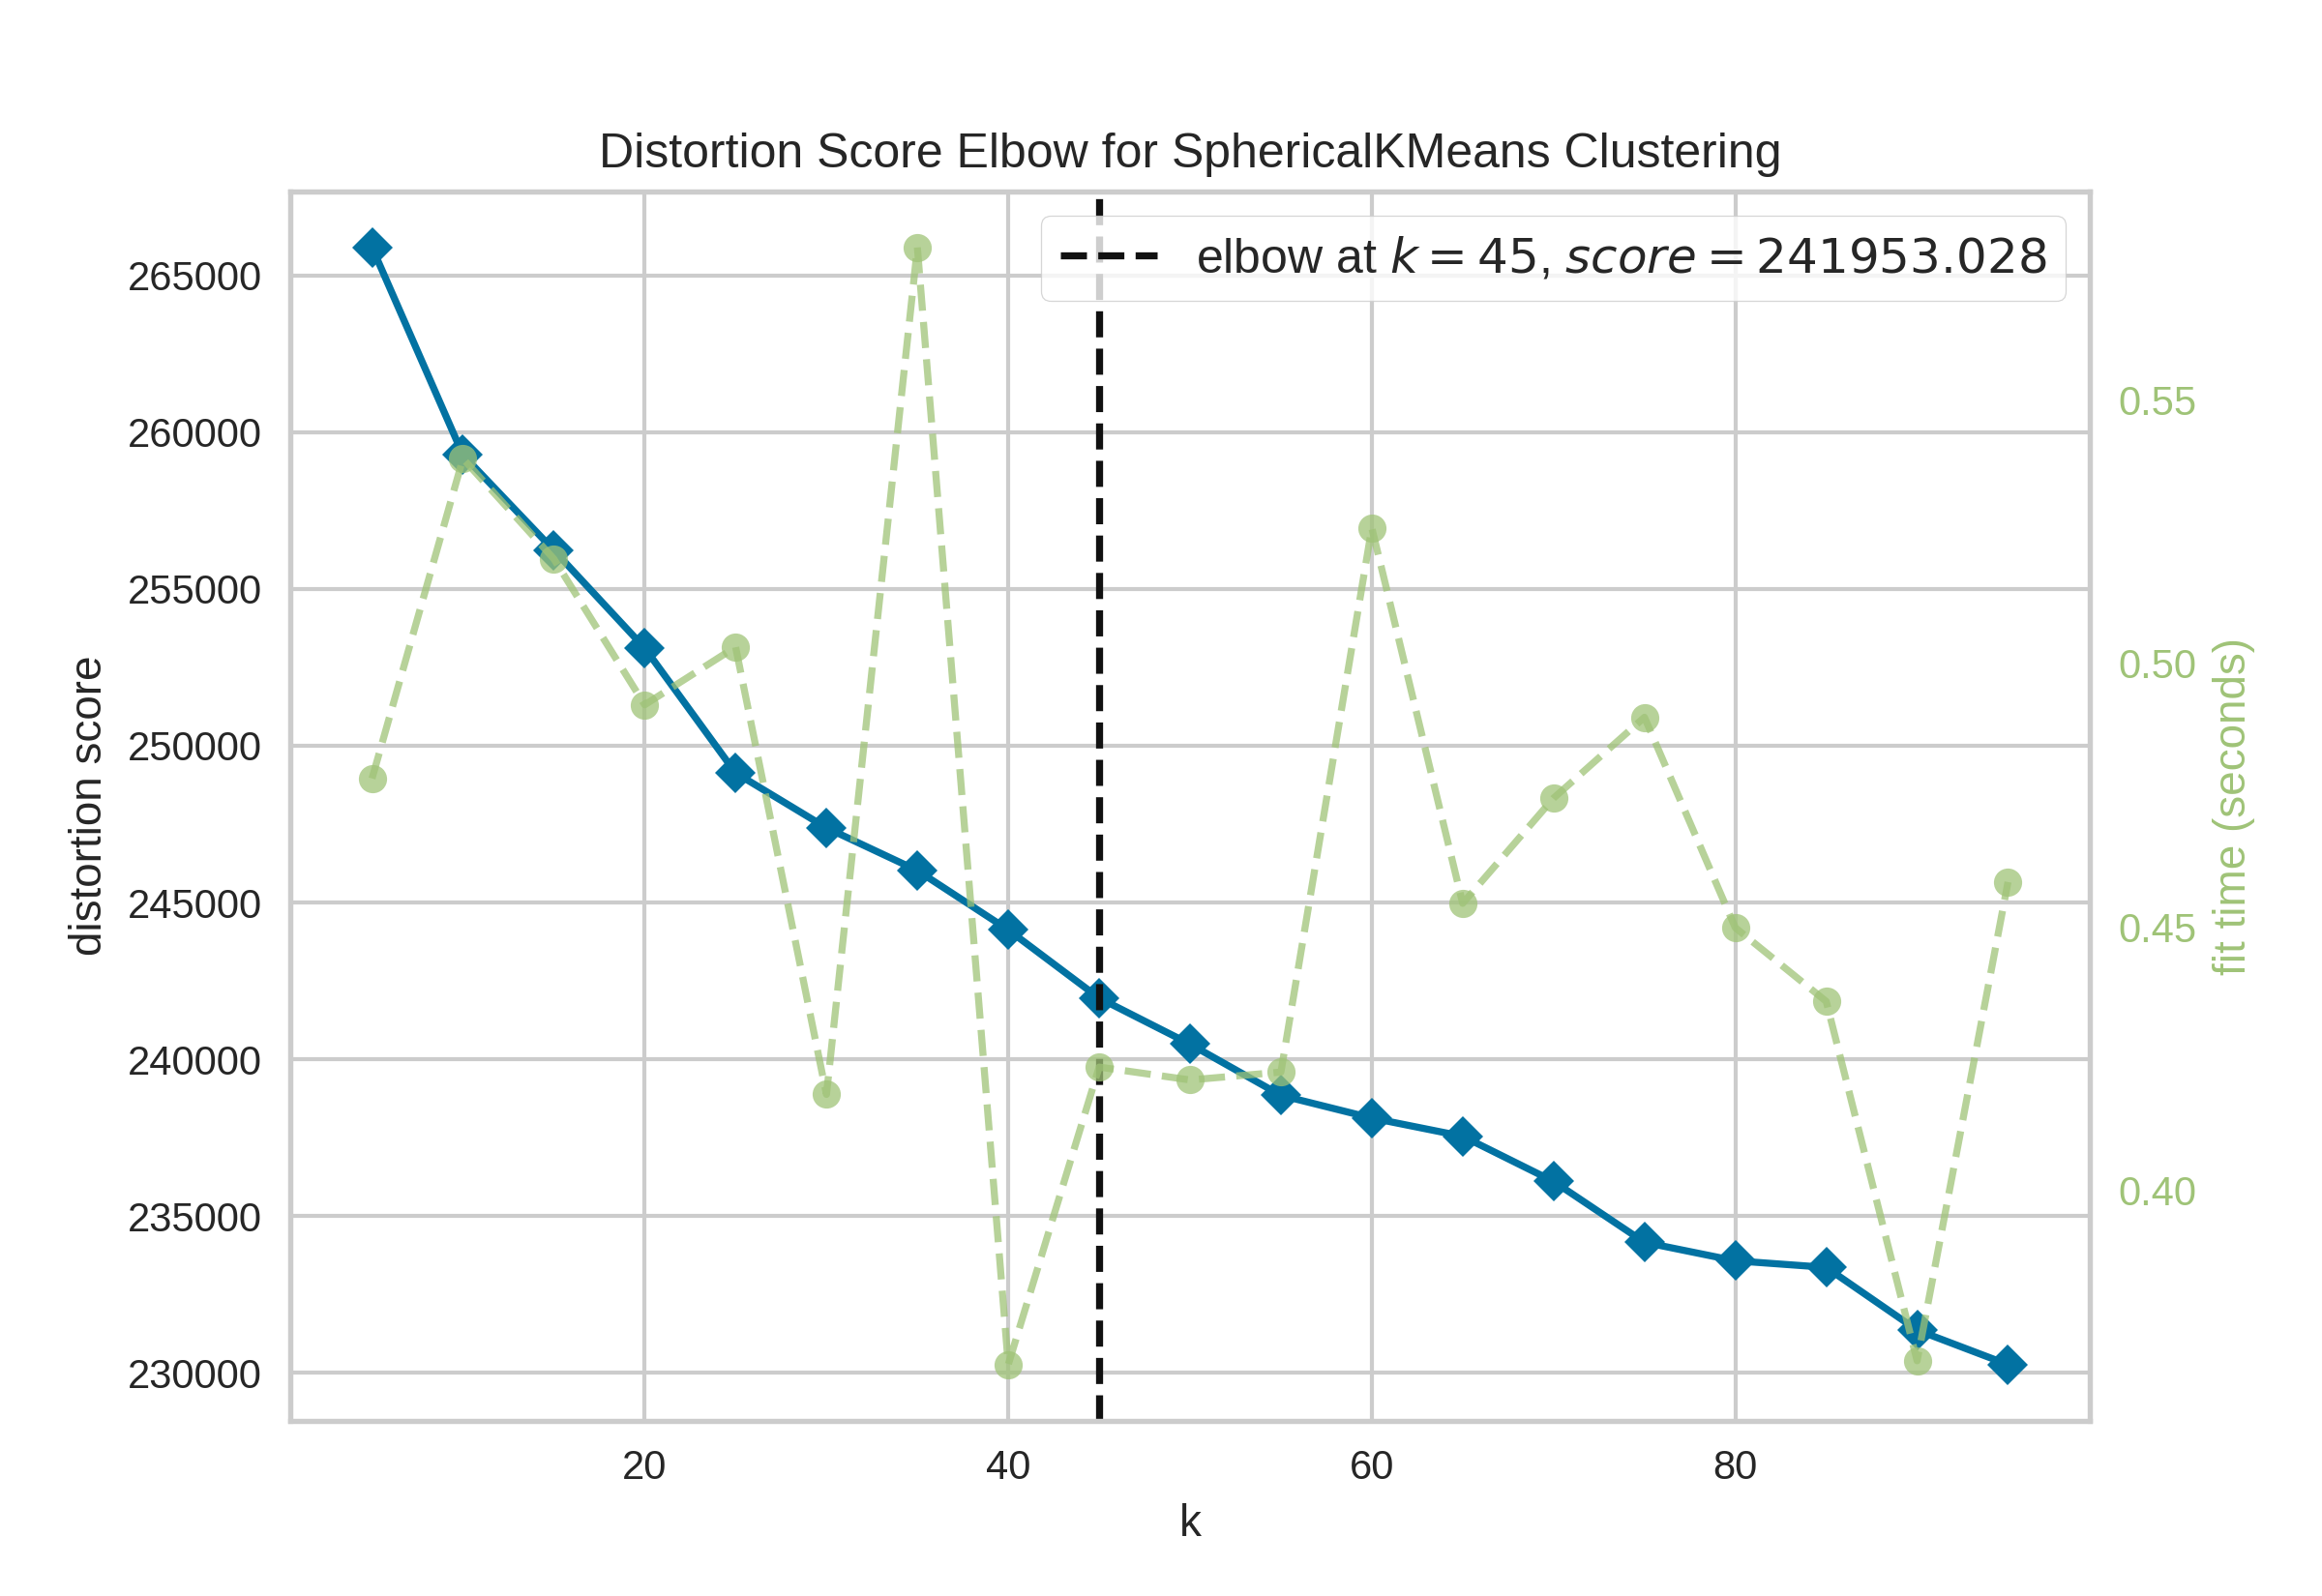 Distortion Score Elbow for SphericalKMeans Clustering
elbow at k = 45, score = 241953.028
distortion score
265000
260000
255000
250000
245000
240000
235000
230000
0.55
0.50
0.45
0.40
fit time (seconds)
20 40 60 80
k